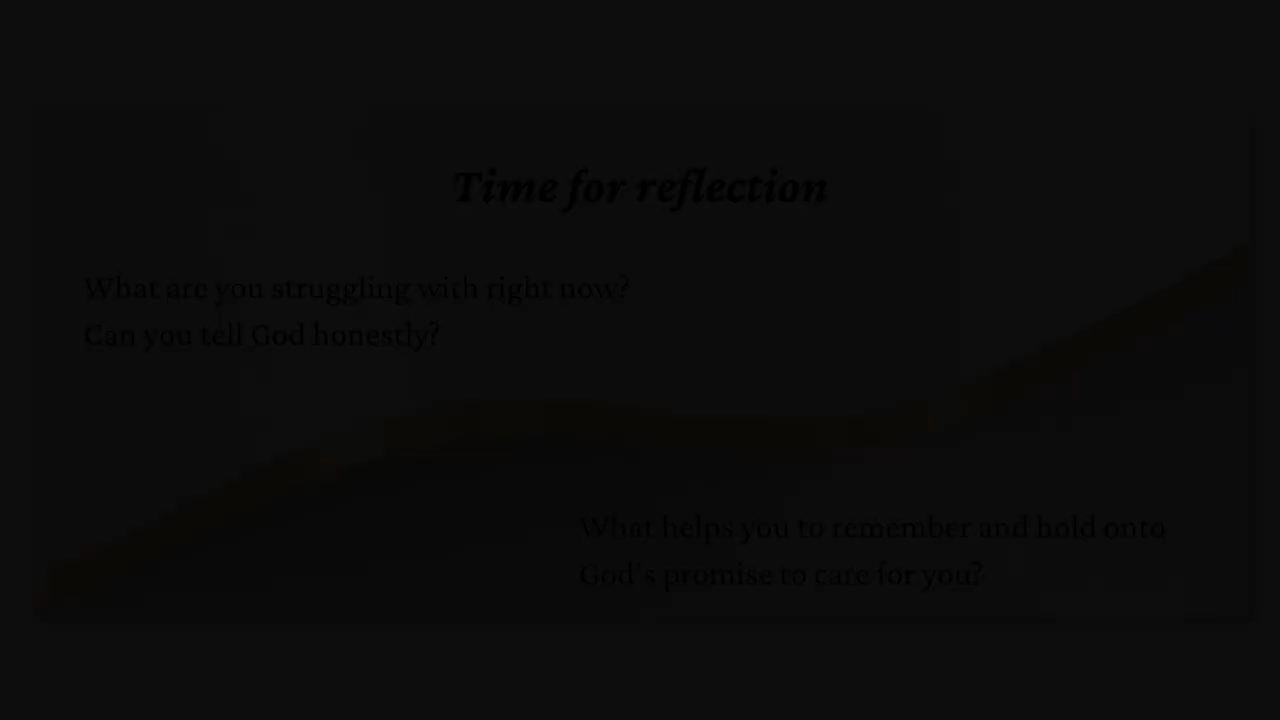 Time for reflection
What are you struggling with right now?
Can you tell God honestly?
What helps you to remember and hold onto
God's promise to care for you?